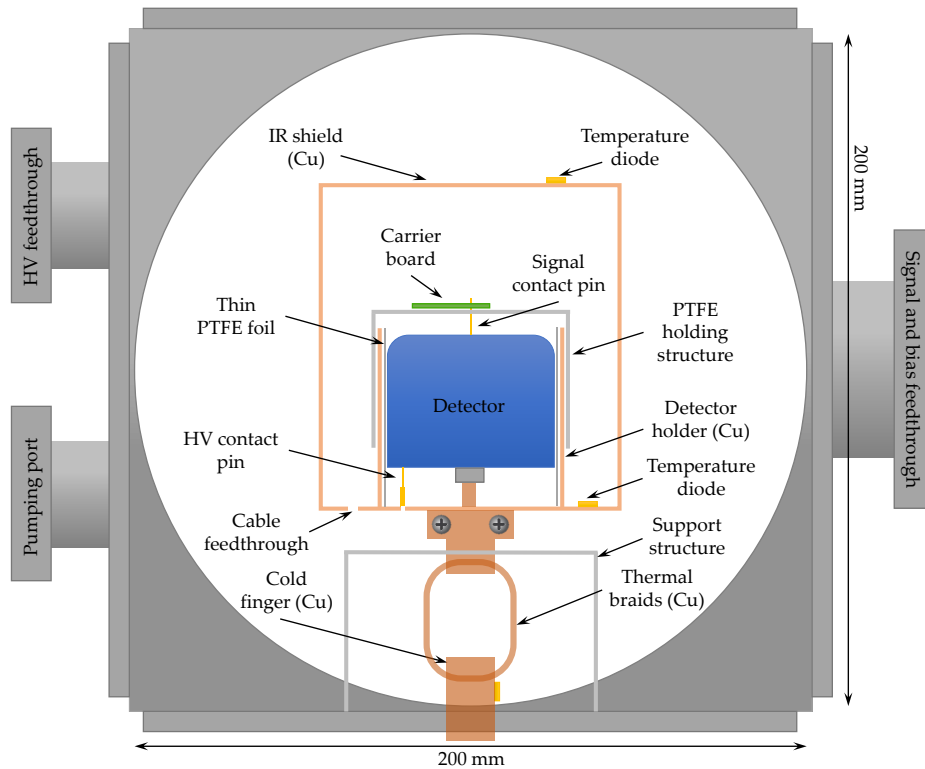 IR shield
(Cu)
Temperature
diode
HV feedthrough
200 mm
Carrier
board
Signal
contact pin
Thin
PTFE foil
PTFE
holding
structure
Signal and bias feedthrough
Detector
HV contact
pin
Detector
holder (Cu)
Pumping port
Temperature
diode
Cable
feedthrough
Support
structure
Cold
finger (Cu)
Thermal
braids (Cu)
200 mm